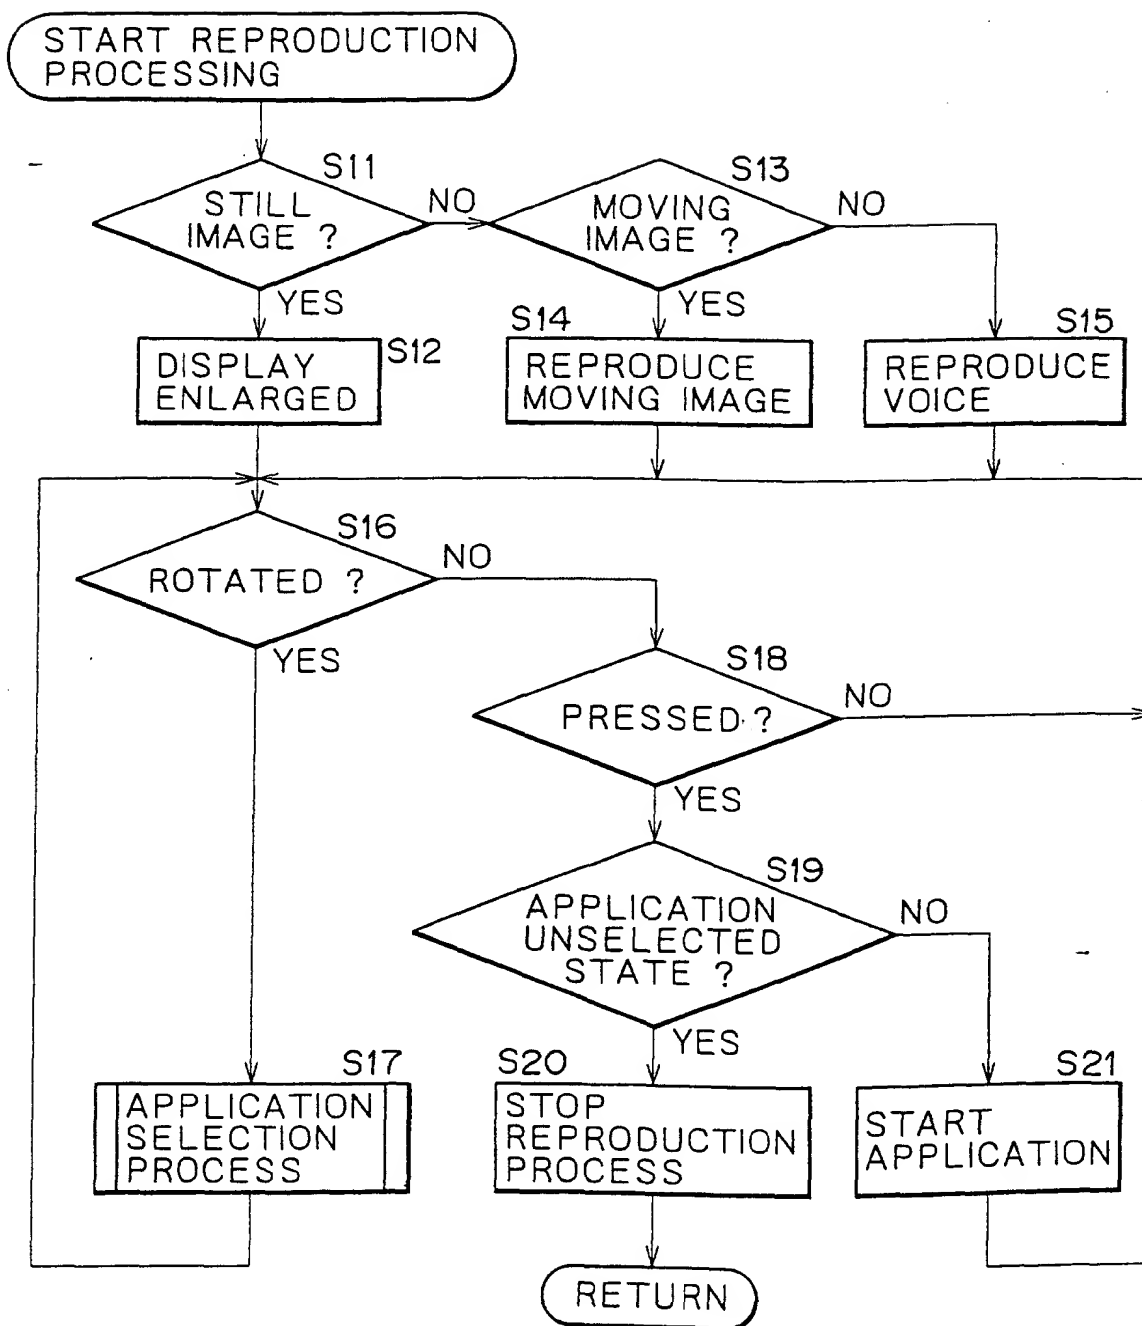 START REPRODUCTION
PROCESSING
S11
STILL
IMAGE ?
NO
YES
S13
MOVING
IMAGE ?
NO
YES
S12
DISPLAY
ENLARGED
S14
REPRODUCE
MOVING IMAGE
S15
REPRODUCE
VOICE
S16
ROTATED ?
NO
YES
S18
PRESSED ?
NO
YES
S19
APPLICATION
UNSELECTED
STATE ?
NO
YES
S17
APPLICATION
SELECTION
PROCESS
S20
STOP
REPRODUCTION
PROCESS
S21
START
APPLICATION
RETURN